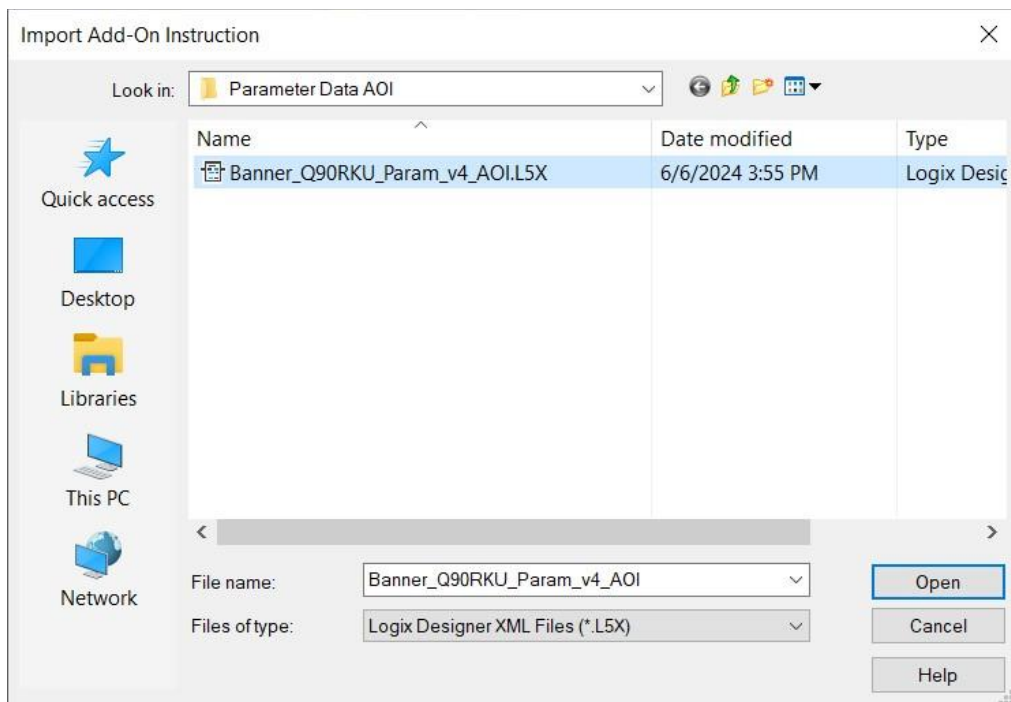 Import Add-On Instruction
Look in:
Parameter Data AOI
Name
Date modified
Type
Banner_Q90RKU_Param_v4_AOI.L5X
6/6/2024 3:55 PM
Logix Desig
Quick access
Desktop
Libraries
This PC
Network
File name:
Banner_Q90RKU_Param_v4_AOI
Open
Files of type:
Logix Designer XML Files (*.L5X)
Cancel
Help